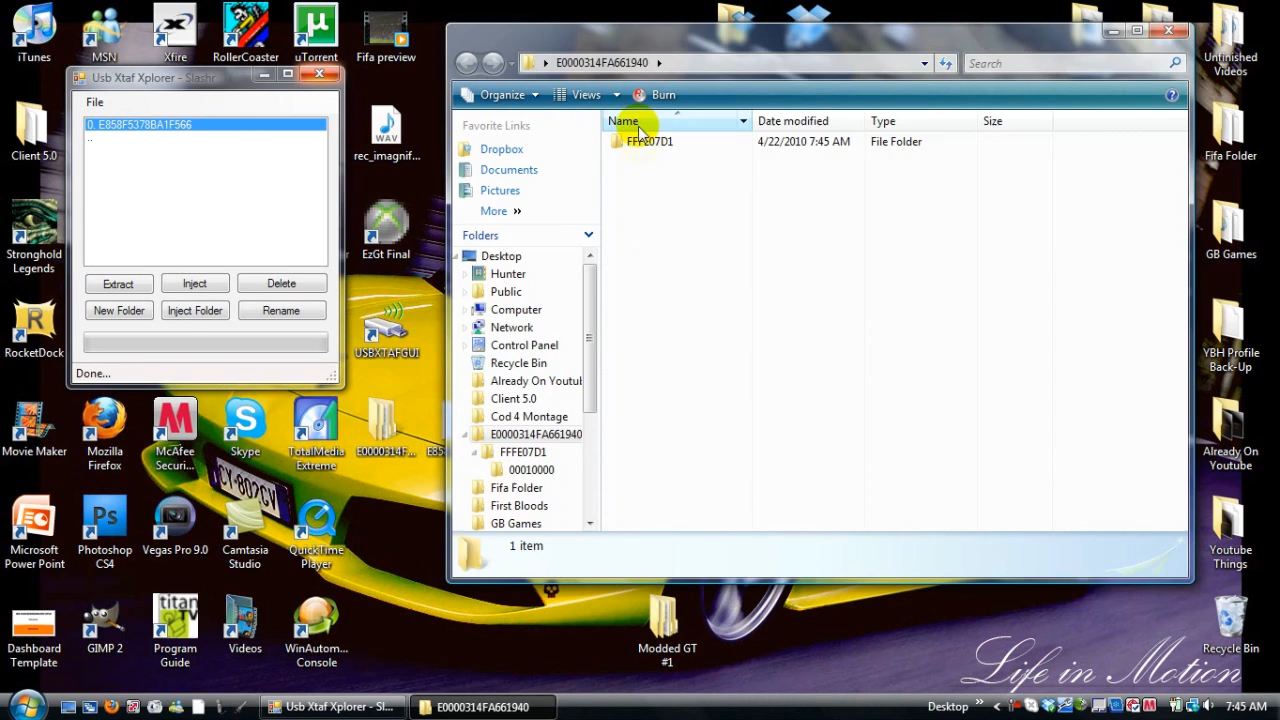 iTunes
MSN
Xfire
RollerCoaster
uTorrent
Fifa preview
Client 5.0
rec_imagnif...
Stronghold
Legends
EzGt Final
RocketDock
USBXTAFGUI
Movie Maker
Mozilla
Firefox
McAfee
Securi...
Skype
TotalMedia
Extreme
E0000314F...
E85
Microsoft
Power Point
Photoshop
CS4
Vegas Pro 9.0
Camtasia
Studio
QuickTime
Player
Dashboard
Template
GIMP 2
titan
TV
Program
Guide
Videos
WinAutom...
Console
Modded GT
#1
Usb Xtaf Xplorer - Slashr
File
0. E858F5378BA1F566
..
Extract
Inject
Delete
New Folder
Inject Folder
Rename
Done...
E0000314FA661940
Search
Organize
Views
Burn
Favorite Links
Dropbox
Documents
Pictures
More »
Folders
Desktop
Hunter
Public
Computer
Network
Control Panel
Recycle Bin
Already On Youtub
Client 5.0
Cod 4 Montage
E0000314FA661940
FFFE07D1
00010000
Fifa Folder
First Bloods
GB Games
Name
Date modified
Type
Size
FFFE07D1
4/22/2010 7:45 AM
File Folder
1 item
Unfinished
Videos
Fifa Folder
GB Games
YBH Profile
Back-Up
Already On
Youtube
Youtube
Things
Recycle Bin
CY-802CV
Life in Motion
Usb Xtaf Xplorer - Sl...
E0000314FA661940
Desktop
7:45 AM